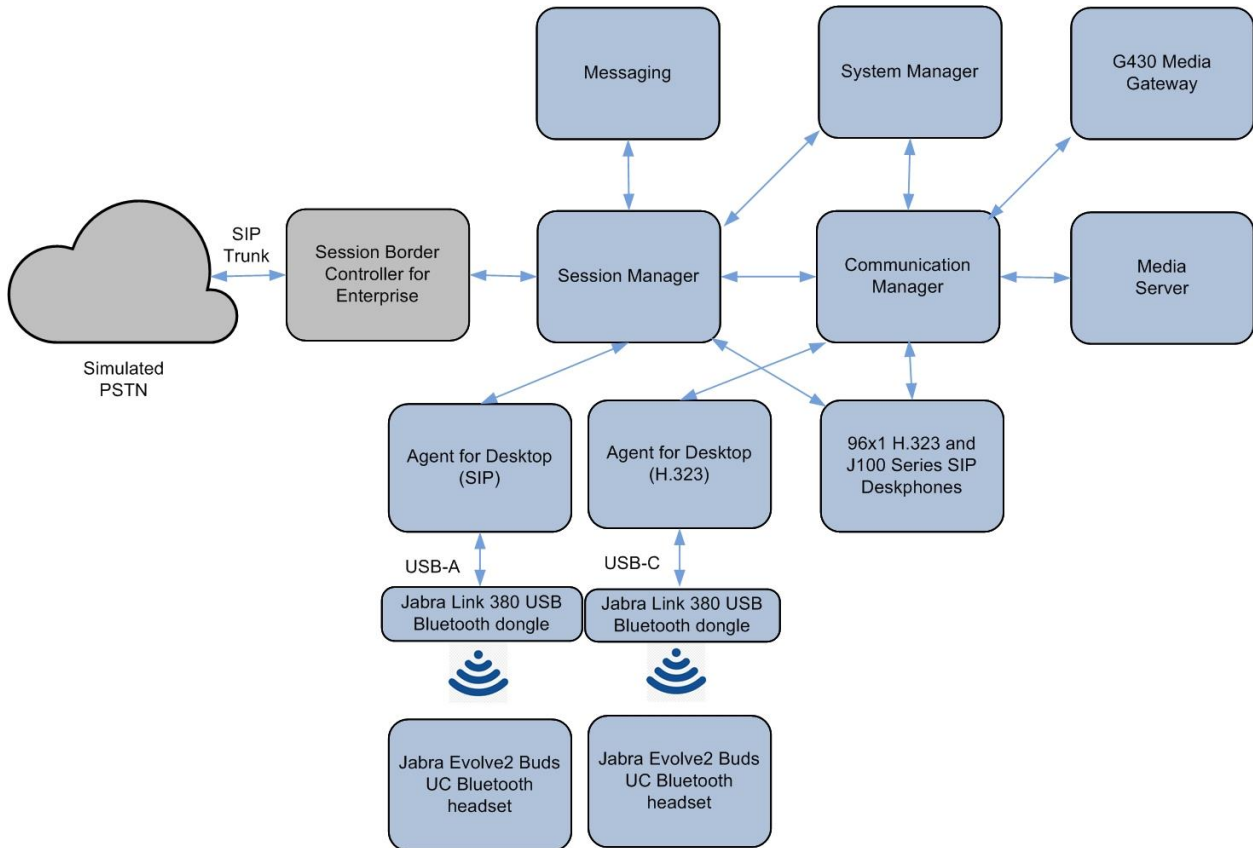 Messaging
System Manager
G430 Media
Gateway
SIP
Trunk
Session Border
Controller for
Enterprise
Session Manager
Communication
Manager
Media
Server
Simulated
PSTN
Agent for Desktop
(SIP)
Agent for Desktop
(H.323)
96x1 H.323 and
J100 Series SIP
Deskphones
USB-A
USB-C
Jabra Link 380 USB
Bluetooth dongle
Jabra Link 380 USB
Bluetooth dongle
Jabra Evolve2 Buds
UC Bluetooth
headset
Jabra Evolve2 Buds
UC Bluetooth
headset